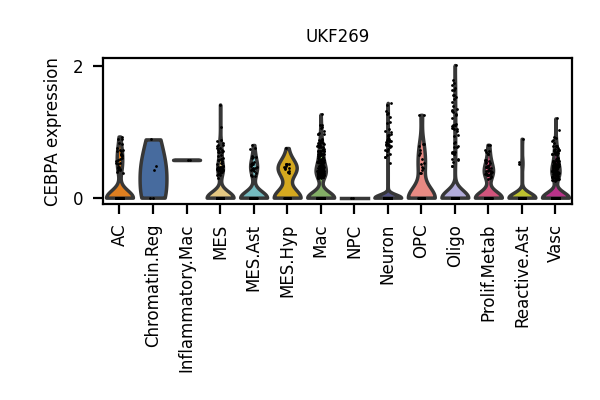 UKF269
CEBPA expression
2
0
AC
Chromatin.Reg
Inflammatory.Mac
MES
MES.Ast
MES.Hyp
Mac
NPC
Neuron
OPC
Oligo
Prolif.Metab
Reactive.Ast
Vasc